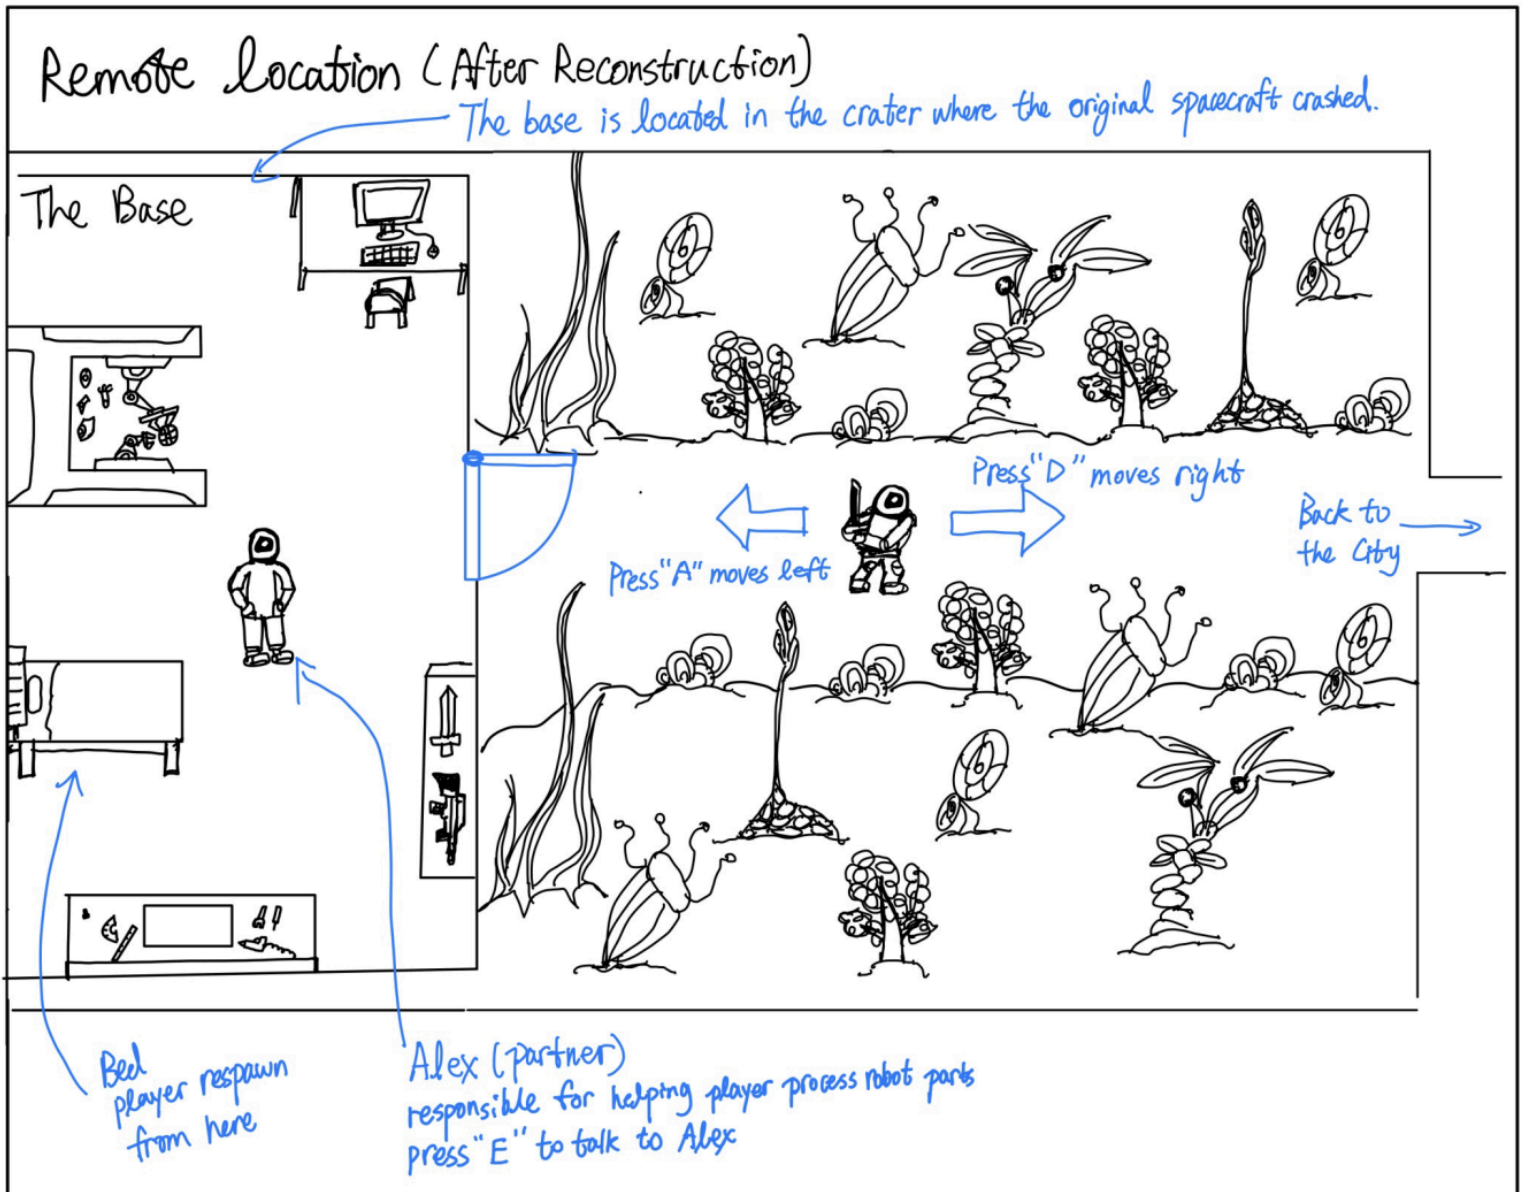 Remote location (After Reconstruction)
The base is located in the crater where the original spacecraft crashed.
The Base
Press "D" moves right
Press "A" moves left
Back to
the City
Bed
player respawn
from here
Alex (partner)
responsible for helping player process robot parts
press "E" to talk to Alex